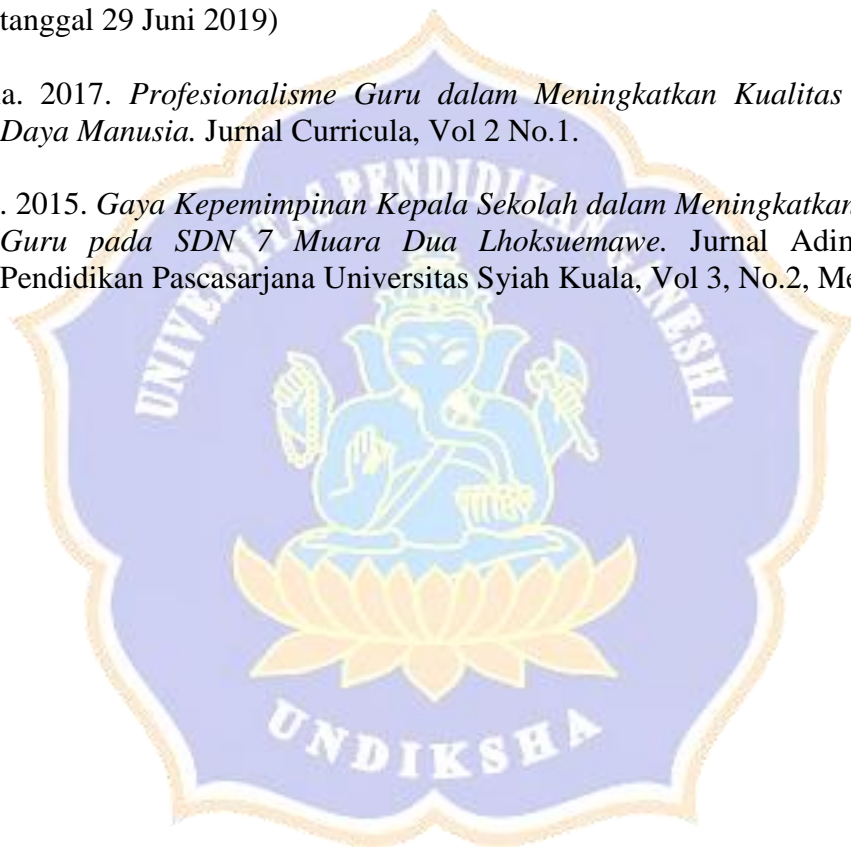 tanggal 29 Juni 2019)
a. 2017. Profesionalisme Guru dalam Meningkatkan Kualitas
Daya Manusia. Jurnal Curricula, Vol 2 No.1.
. 2015. Gaya Kepemimpinan Kepala Sekolah dalam Meningkatkan
Guru pada SDN 7 Muara Dua Lhoksuemawe. Jurnal Adim
Pendidikan Pascasarjana Universitas Syiah Kuala, Vol 3, No.2, Me
UNIVERSITAS PENDIDIKAN GANESHA
UNDIKSHA